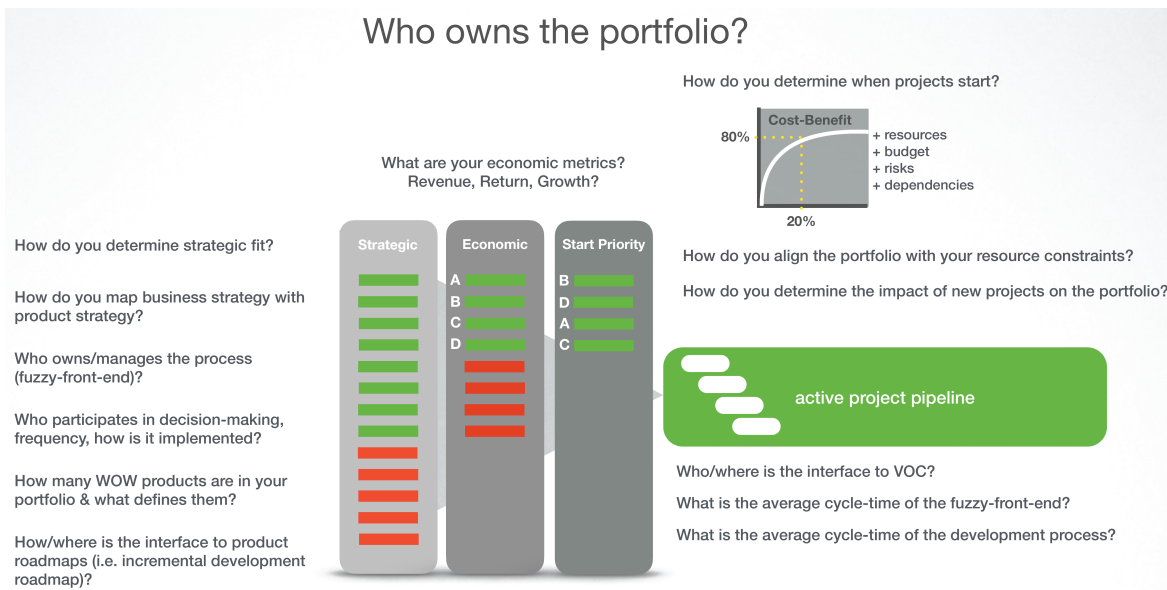 Who owns the portfolio?
How do you determine when projects start?
Cost-Benefit
80%
+ resources
+ budget
+ risks
+ dependencies
20%
What are your economic metrics?
Revenue, Return, Growth?
How do you determine strategic fit?
How do you map business strategy with
product strategy?
Who owns/manages the process
(fuzzy-front-end)?
Who participates in decision-making,
frequency, how is it implemented?
How many WOW products are in your
portfolio & what defines them?
How/where is the interface to product
roadmaps (i.e. incremental development
roadmap)?
Strategic
Economic
A
B
C
D
Start Priority
B
D
A
C
How do you align the portfolio with your resource constraints?
How do you determine the impact of new projects on the portfolio?
active project pipeline
Who/where is the interface to VOC?
What is the average cycle-time of the fuzzy-front-end?
What is the average cycle-time of the development process?